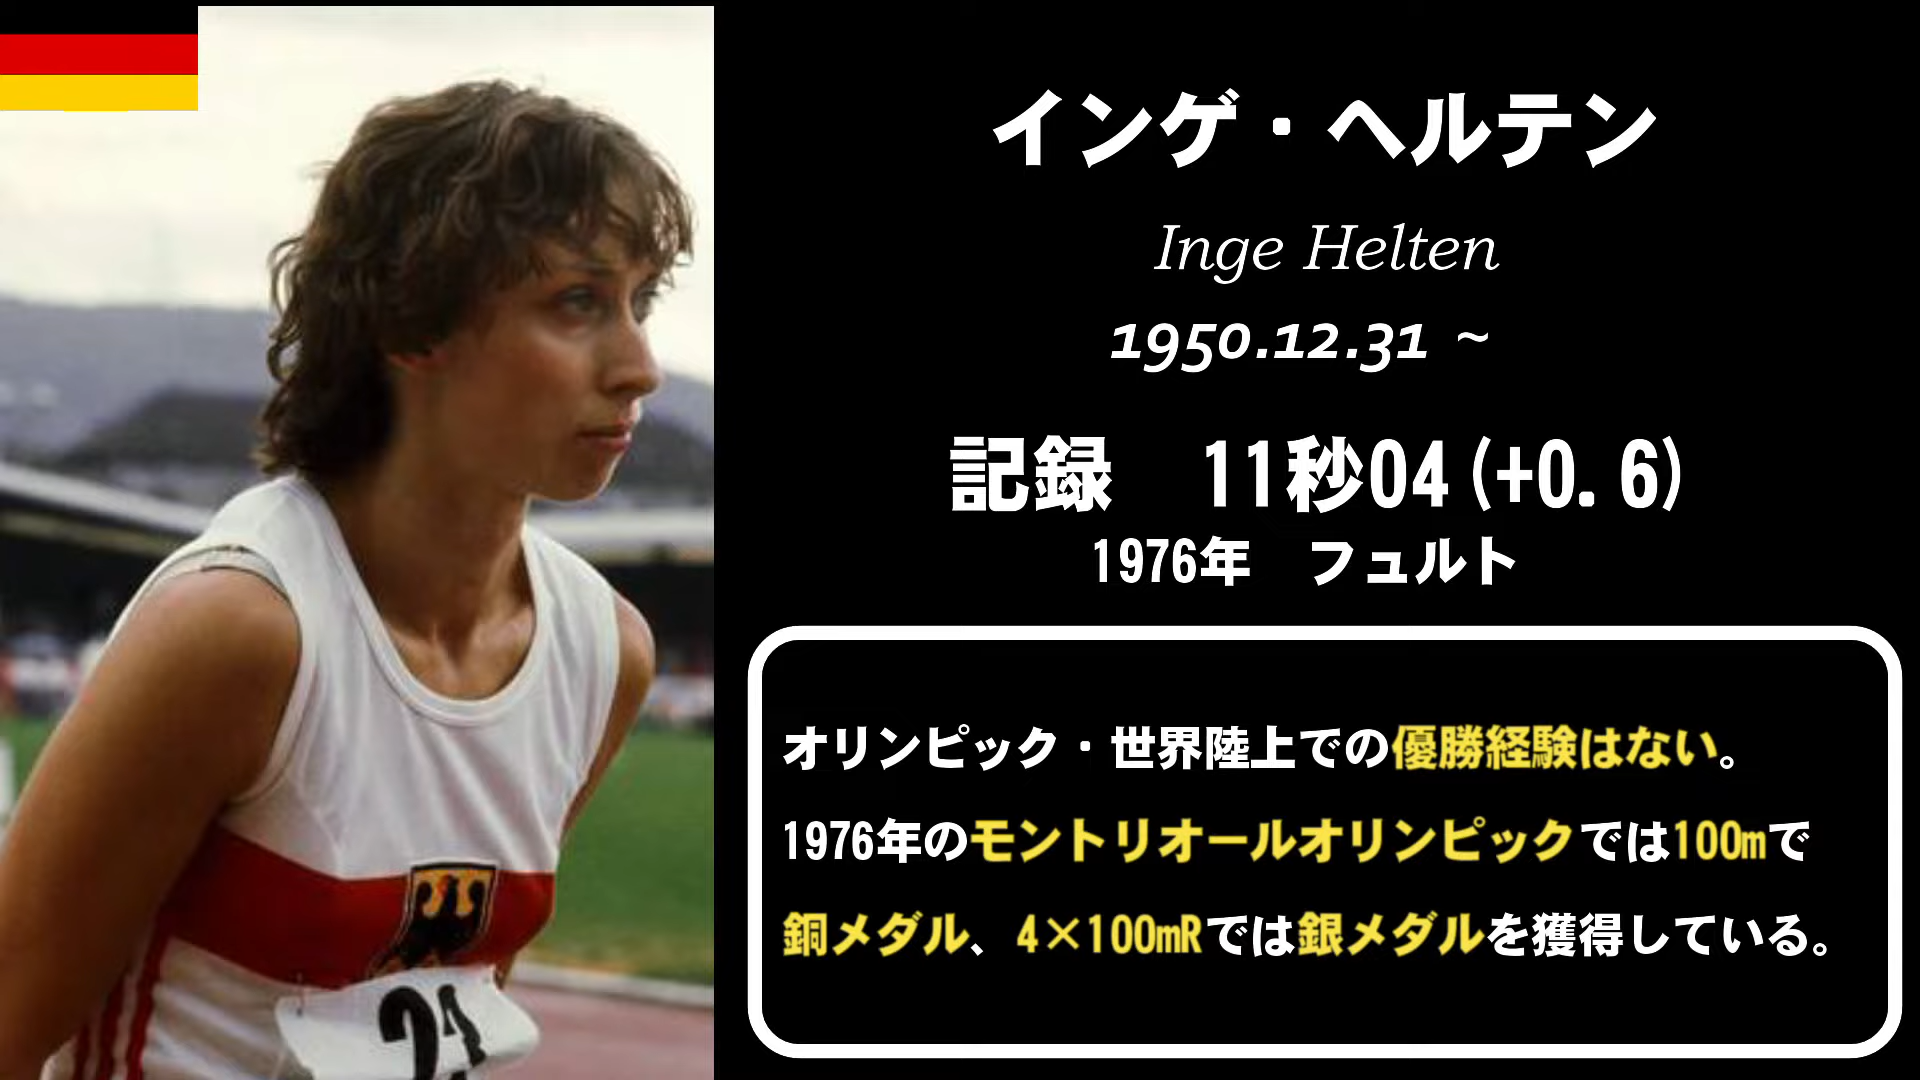 インゲ・ヘルテン
Inge Helten
1950.12.31 ~
記録　11秒04(+0.6)
1976年　フュルト
オリンピック・世界陸上での優勝経験はない。
1976年のモントリオールオリンピックでは100mで
銅メダル、4×100mRでは銀メダルを獲得している。